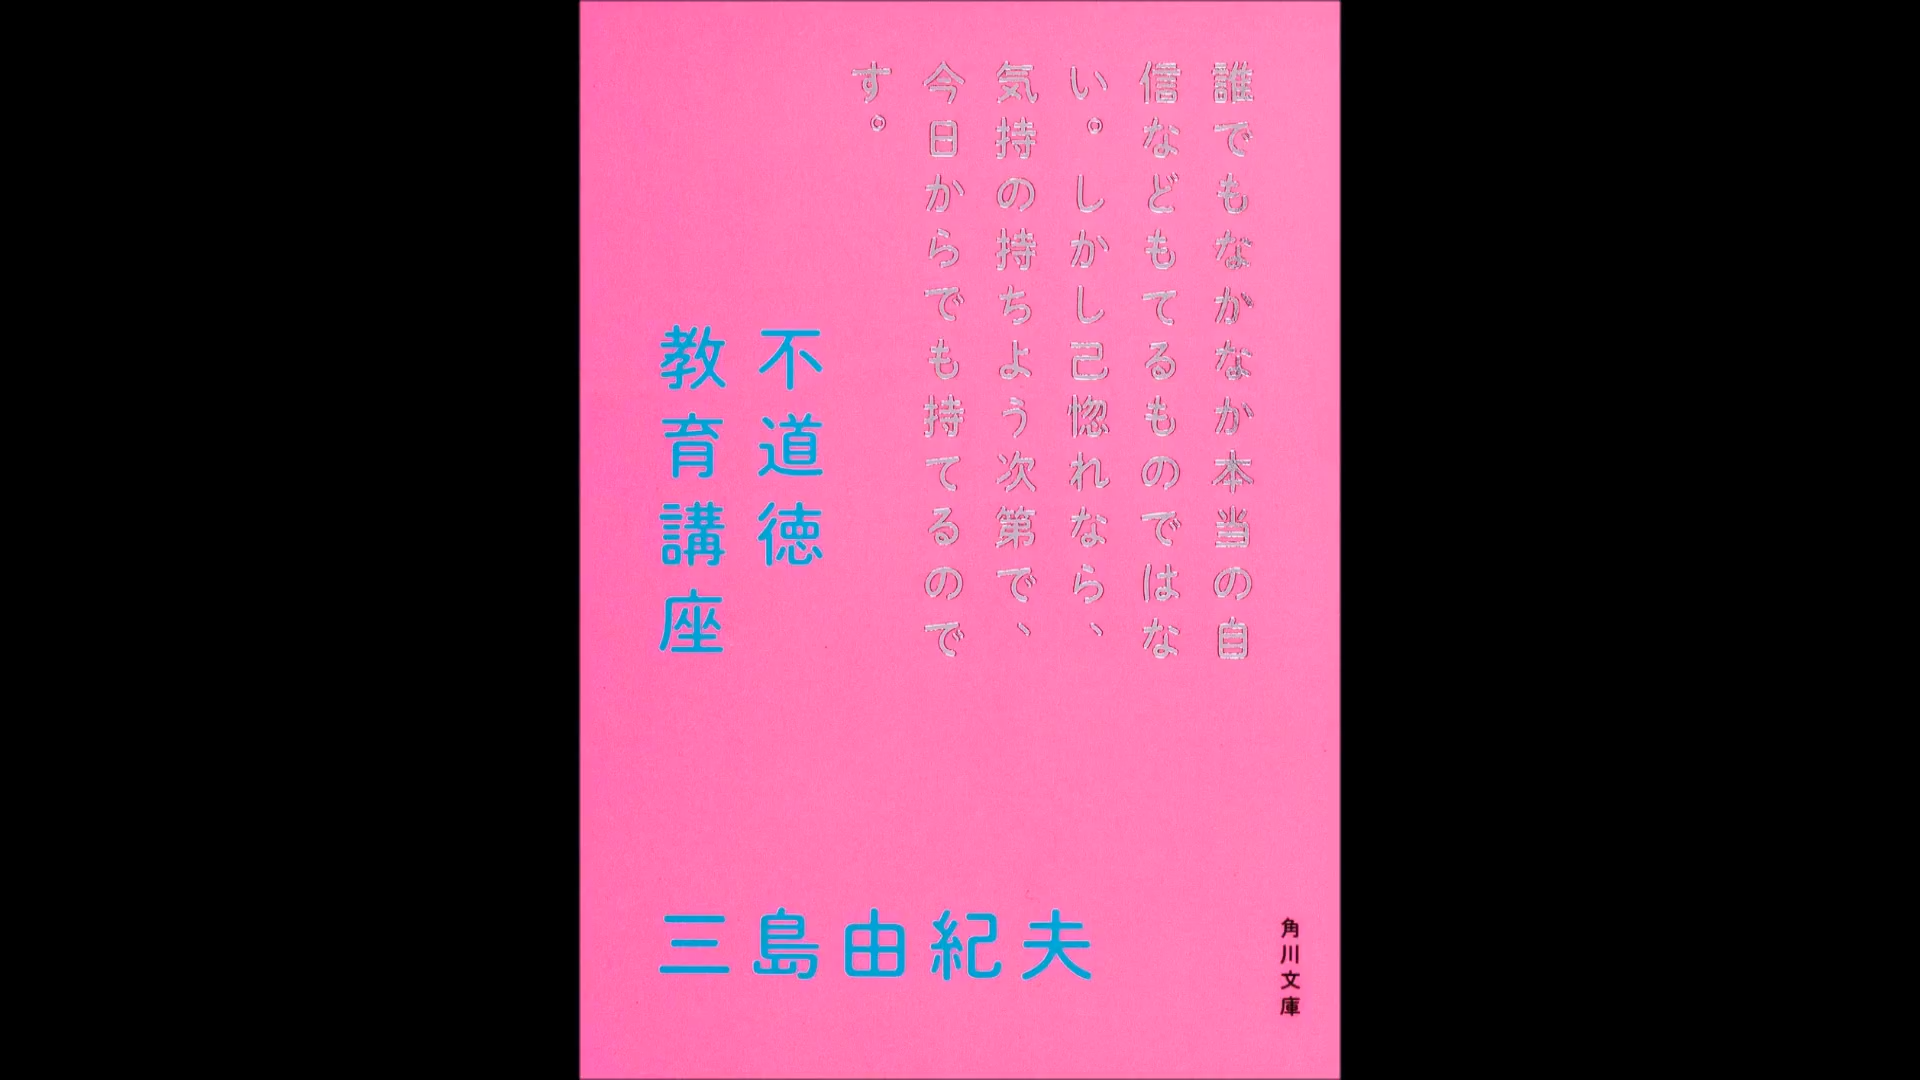 誰でもなかなか本当の自
信などもてるものではな
い。しかし己惚れなら、
気持の持ちよう次第で、
今日からでも持てるので
す。
不道徳
教育講座
三島由紀夫
角川文庫